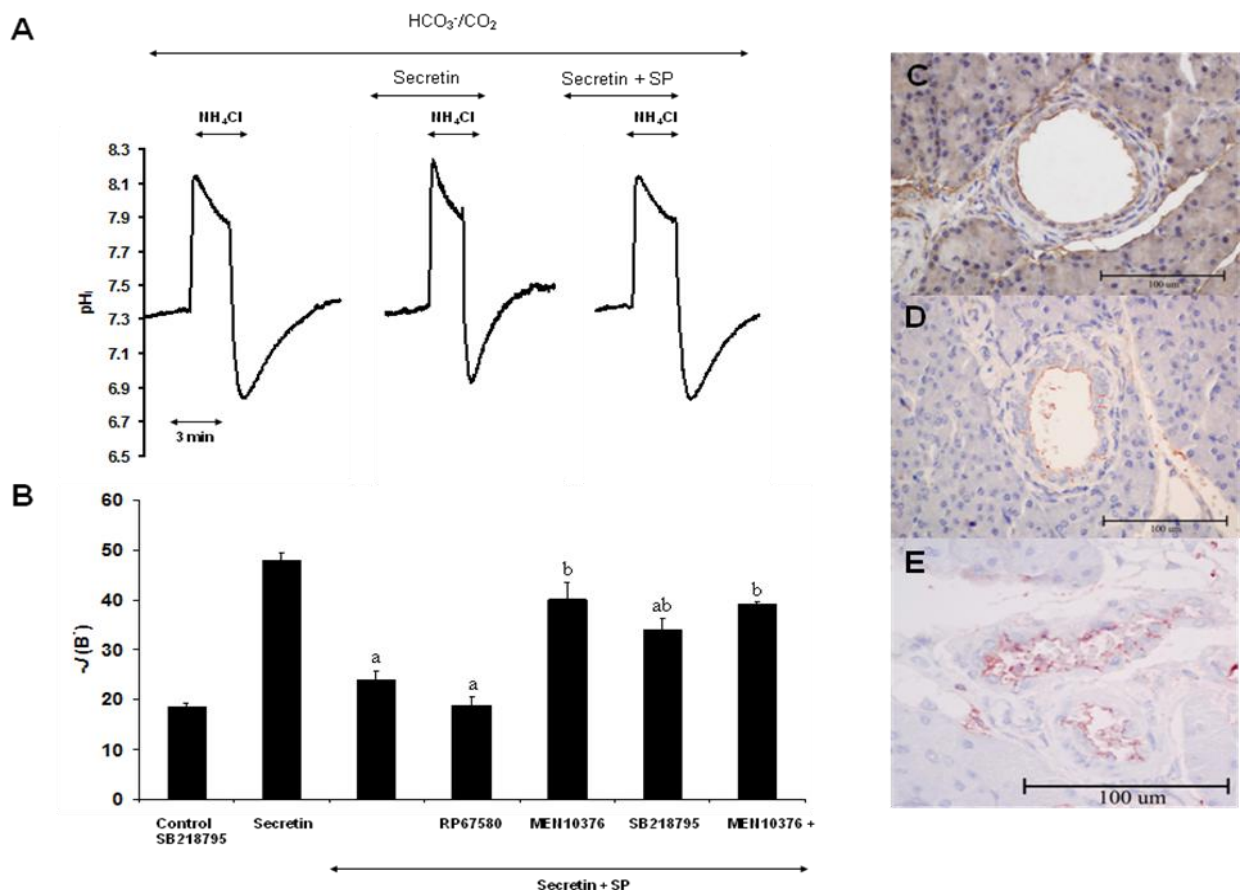 A
HCO₃⁻/CO₂
Secretin
Secretin + SP
NH₄Cl
NH₄Cl
NH₄Cl
8.3
8.1
7.9
7.7
7.5
7.3
7.1
6.9
6.7
6.5
pHᵢ
3 min
B
60
50
40
30
20
10
0
-J (B⁻)
a
a
b
ab
b
Control Secretin RP67580 MEN10376 SB218795 MEN10376 +
SB218795
Secretin + SP
C
100 um
D
100 um
E
100 um